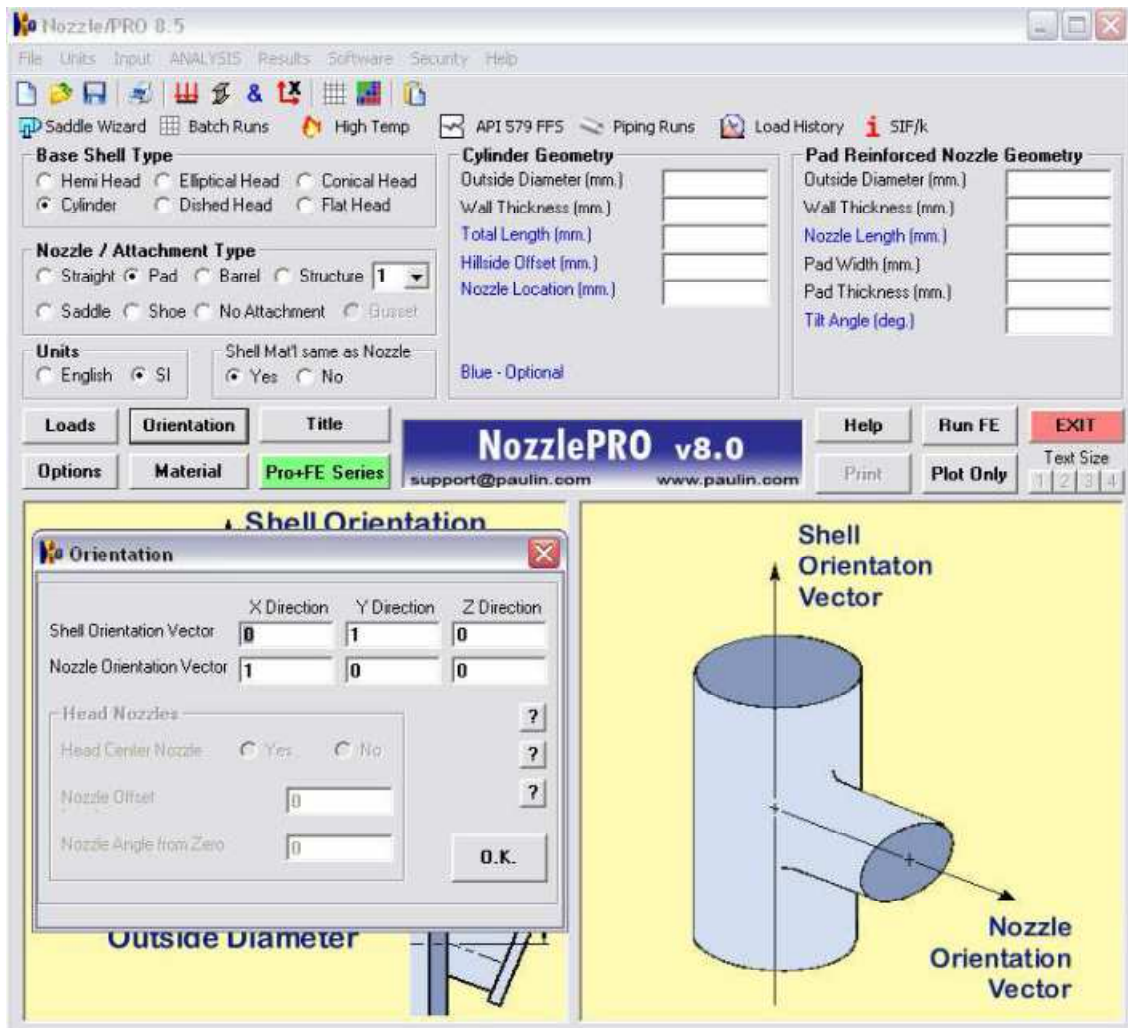 Nozzle/PRO 8.5
File Units Input ANALYSIS Results Software Security Help
Saddle Wizard Batch Runs High Temp API 579 FFS Piping Runs Load History SIF/k
Base Shell Type
Hemi Head Elliptical Head Conical Head
Cylinder Dished Head Flat Head
Nozzle / Attachment Type
Straight Pad Barrel Structure 1
Saddle Shoe No Attachment Gusset
Units
English SI
Shell Mat'l same as Nozzle
Yes No
Cylinder Geometry
Outside Diameter (mm.)
Wall Thickness (mm.)
Total Length (mm.)
Hillside Offset (mm.)
Nozzle Location (mm.)
Blue - Optional
Pad Reinforced Nozzle Geometry
Outside Diameter (mm.)
Wall Thickness (mm.)
Nozzle Length (mm.)
Pad Width (mm.)
Pad Thickness (mm.)
Tilt Angle (deg.)
Loads Orientation Title
Options Material Pro+FE Series
NozzlePRO v8.0
support@paulin.com www.paulin.com
Help Run FE EXIT
Print Plot Only
Text Size
1 2 3 4
Shell Orientation
Orientation
X Direction Y Direction Z Direction
Shell Orientation Vector 0 1 0
Nozzle Orientation Vector 1 0 0
Head Nozzles
Head Center Nozzle Yes No
Nozzle Offset 0
Nozzle Angle from Zero 0
?
?
?
O.K.
Outside Diameter
Shell
Orientaton
Vector
Nozzle
Orientation
Vector